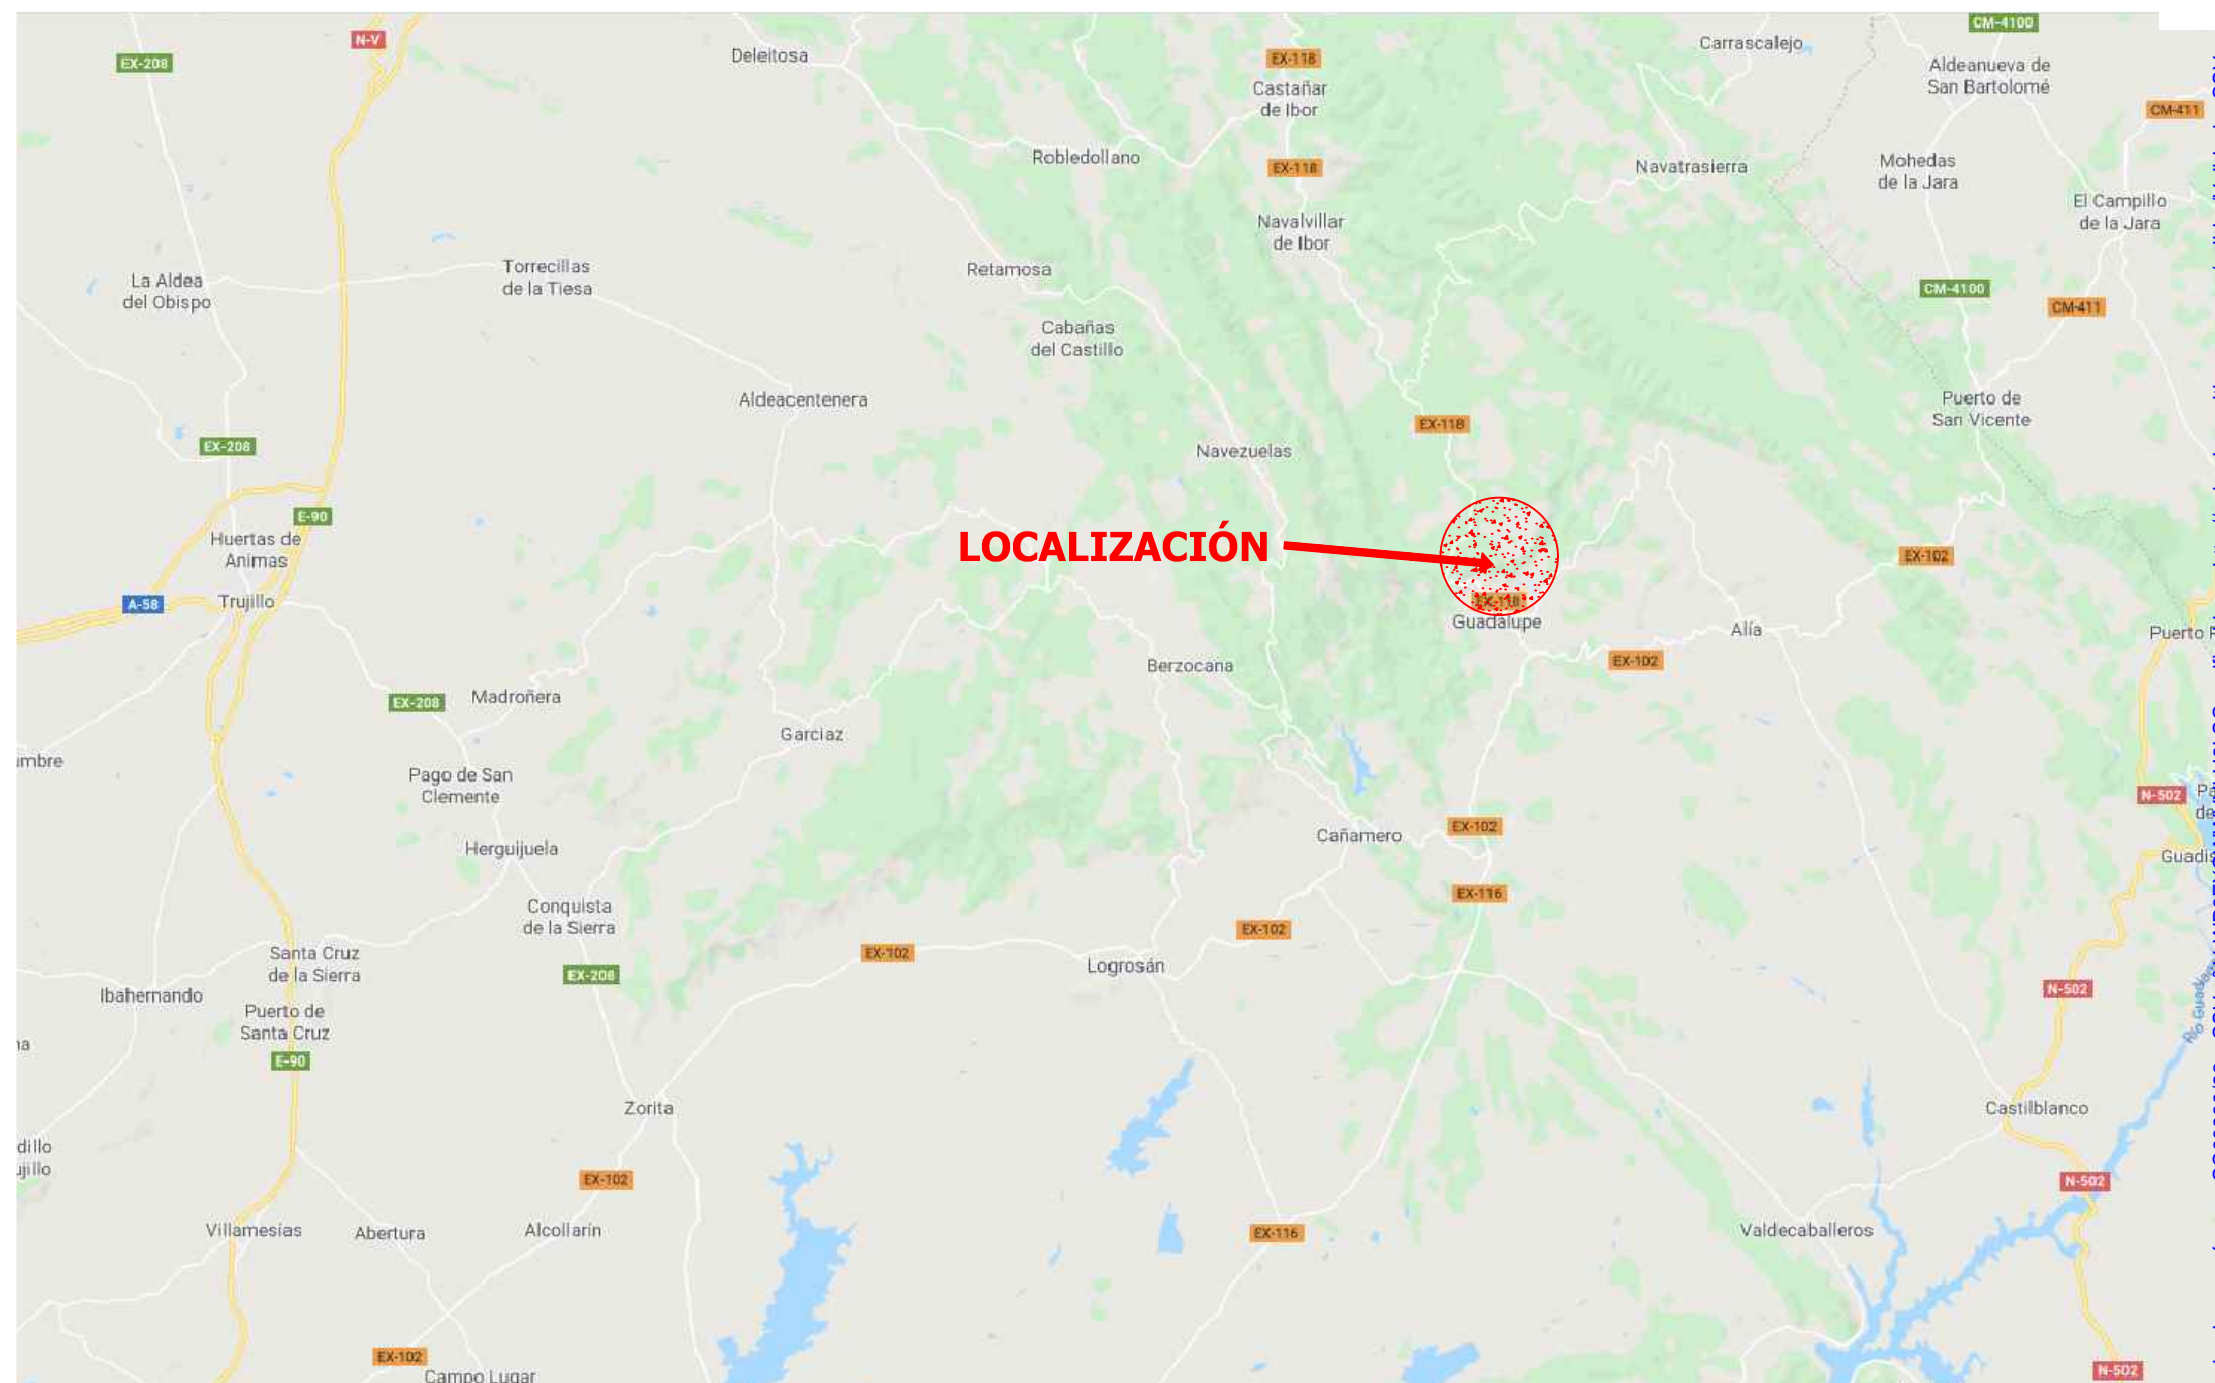 CM-4100
N-V
Carrascalejo
Deleitosa
EX-118
EX-208
Aldeanueva de
San Bartolomé
Castañar
de Ibor
CM-411
Robledollano
EX-118
Navatrasierra
Mohedas
de la Jara
El Campillo
de la Jara
Navalvillar
de Ibor
Torrecillas
de la Tiesa
Retamosa
La Aldea
del Obispo
CM-4100
CM-411
Cabañas
del Castillo
Aldeacentenera
Puerto de
San Vicente
EX-118
EX-208
Navezuelas
E-90
Huertas de
Animas
LOCALIZACIÓN
EX-102
A-58
Trujillo
EX-118
Guadalupe
Alía
Puerto
Berzocana
EX-102
EX-208
Madroñera
Garciaz
Pago de San
Clemente
N-502
EX-102
Cañamero
Herguijuela
EX-116
Conquista
de la Sierra
EX-102
EX-102
Santa Cruz
de la Sierra
Logrosán
EX-208
Ibahernando
N-502
Puerto de
Santa Cruz
E-90
Zorita
Castilblanco
EX-102
N-502
Villamesías
Abertura
Alcollarín
EX-116
Valdecaballeros
EX-102
Campo Lugar
N-502